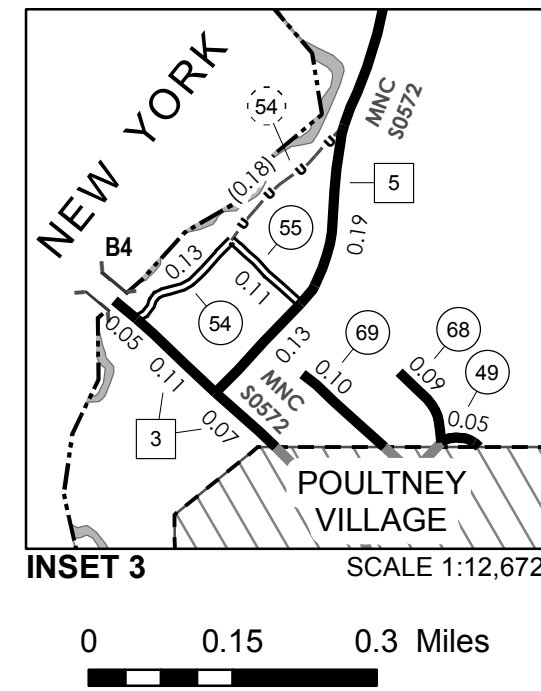 NEW YORK
MNC
S0572
54
(0.18)
5
U U U U
55
0.19
B4
0.13
0.11
54
0.05
0.13
69
68
0.11
MNC
S0572
0.10
0.09
49
3
0.07
0.05
POULTNEY
VILLAGE
INSET 3
SCALE 1:12,672
0 0.15 0.3 Miles